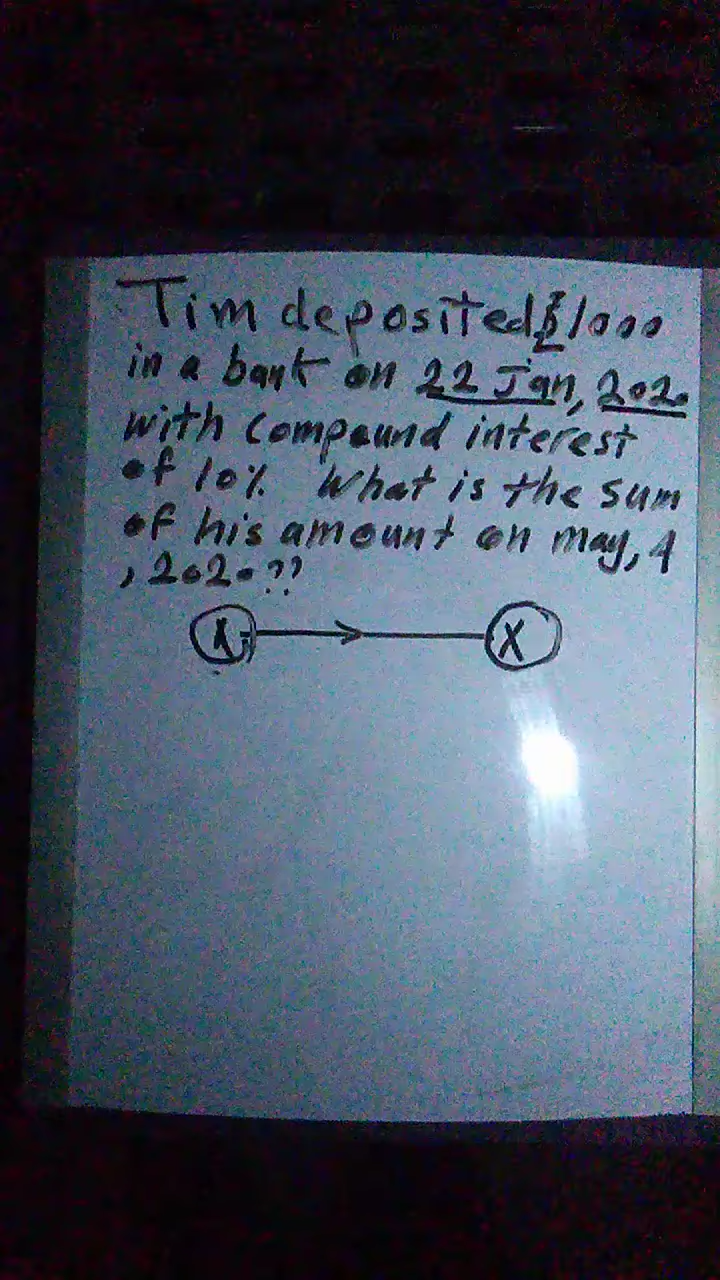 Tim deposited $1000
in a bank on 22 Jan, 2020
with compound interest
of 10% What is the sum
of his amount on may, 4
, 2020 ??
X X